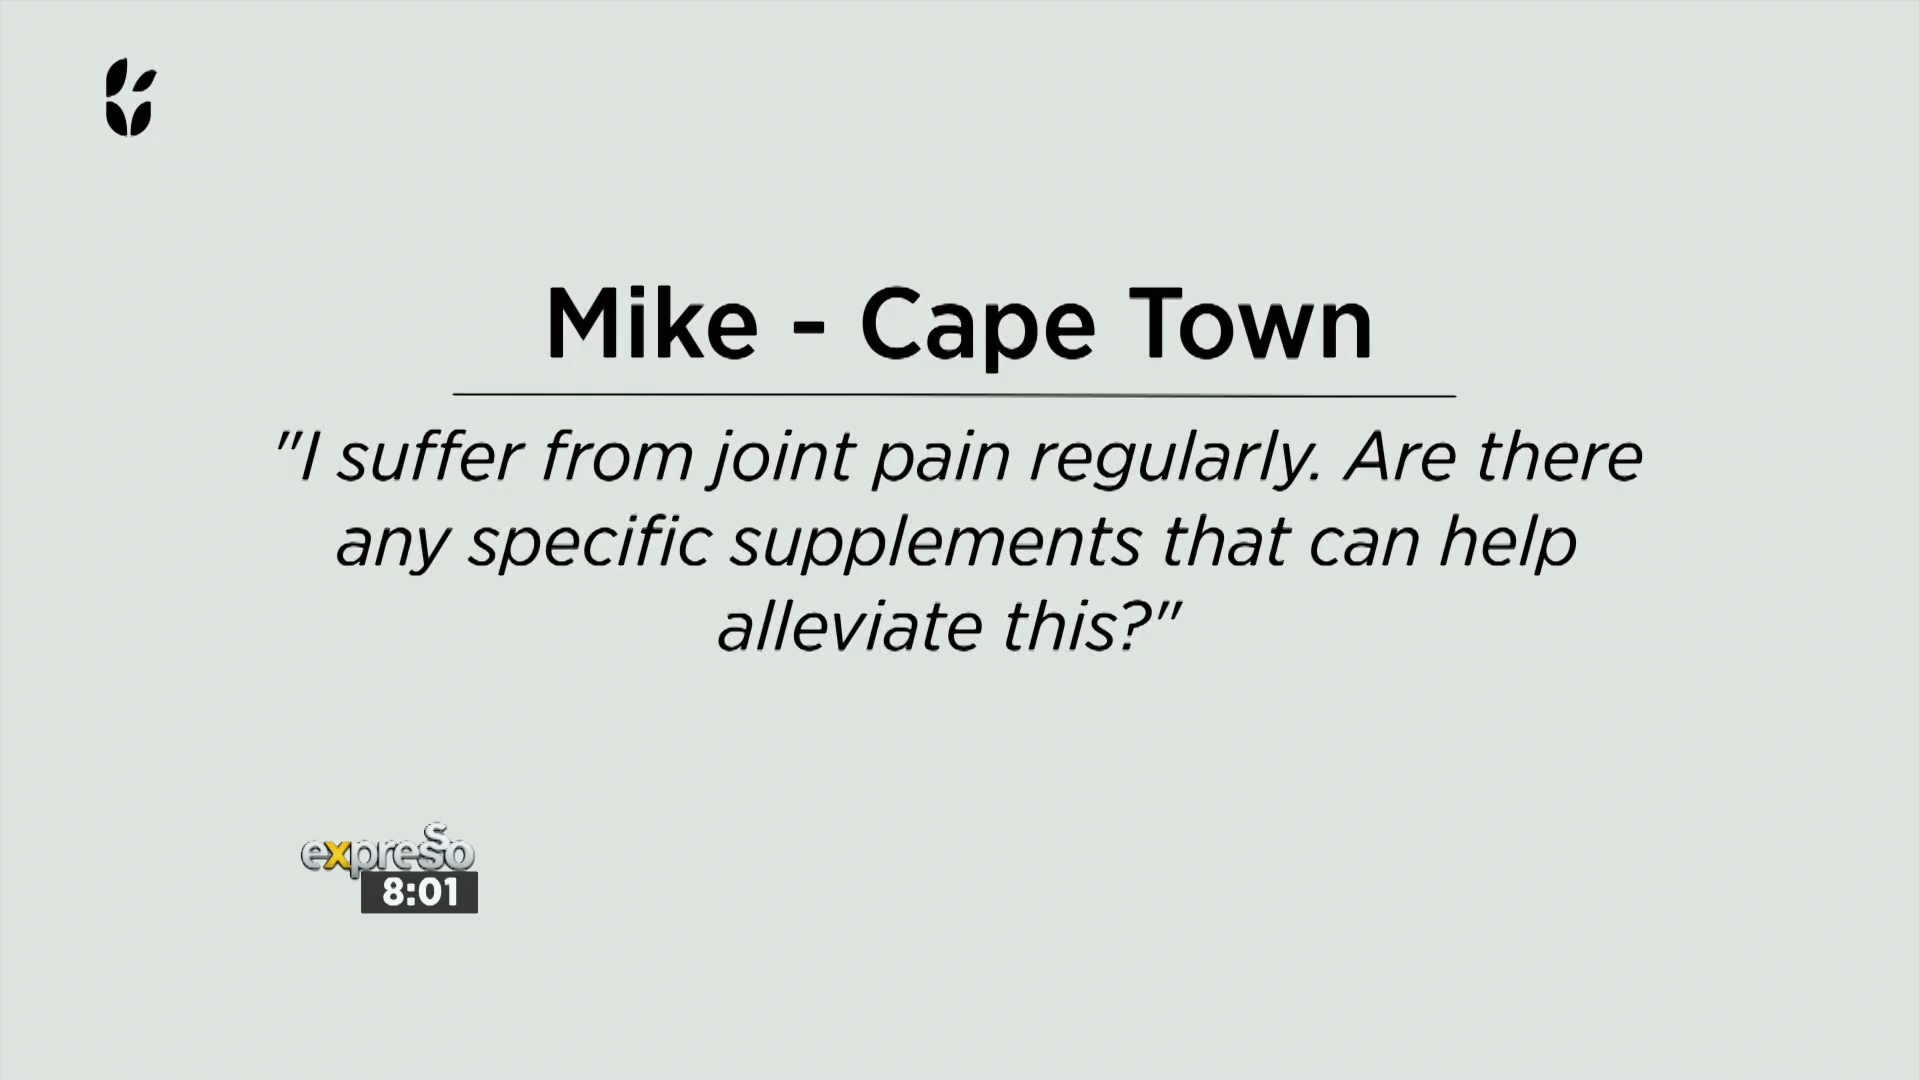 Mike - Cape Town
"I suffer from joint pain regularly. Are there
any specific supplements that can help
alleviate this?"
expresso
8:01